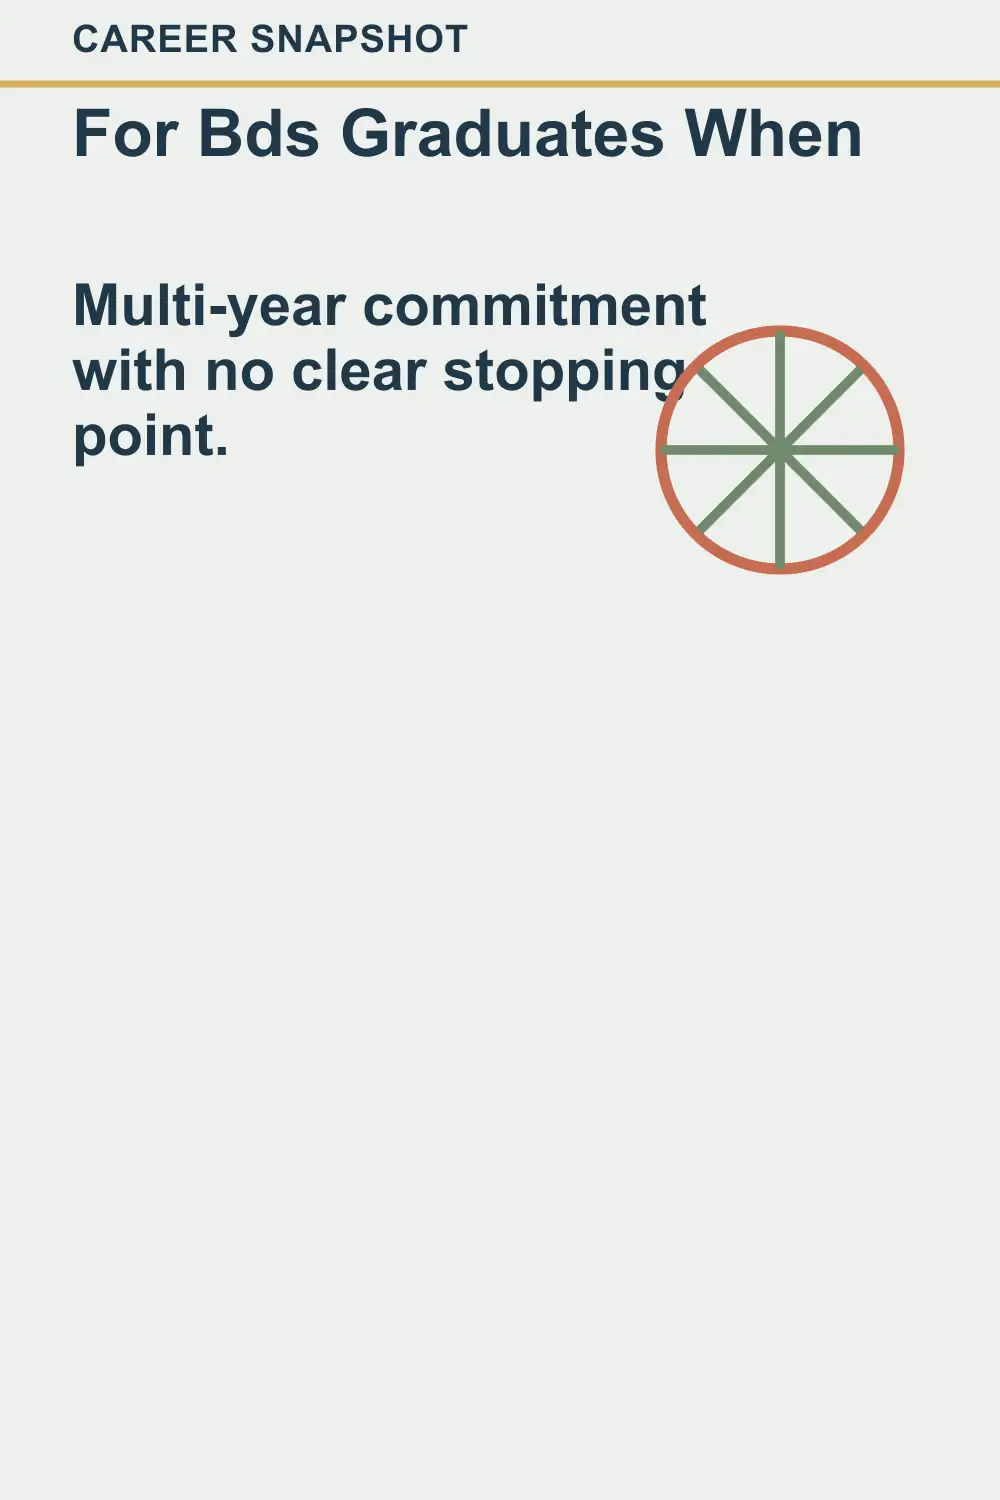 CAREER SNAPSHOT
For Bds Graduates When
Multi-year commitment
with no clear stopping
point.